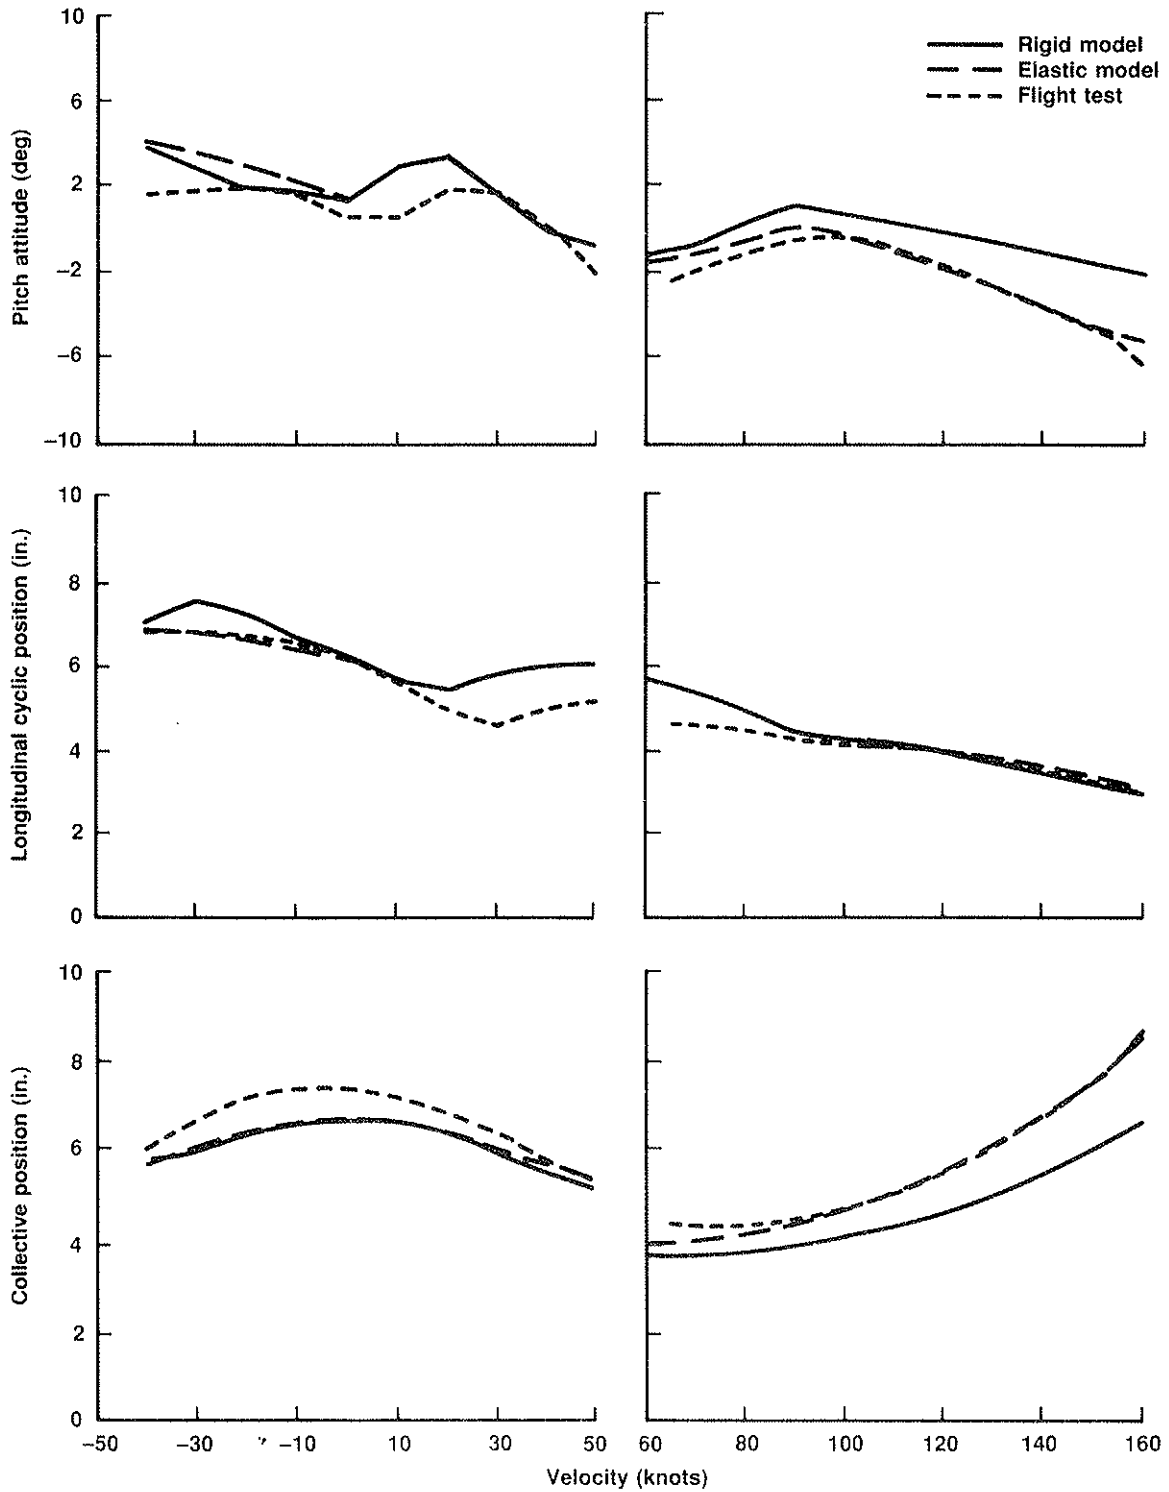 Rigid model
Elastic model
Flight test
Pitch attitude (deg)
10
6
2
−2
−6
−10
Longitudinal cyclic position (in.)
10
8
6
4
2
0
Collective position (in.)
10
8
6
4
2
0
−50 −30 −10 10 30 50 60 80 100 120 140 160
Velocity (knots)